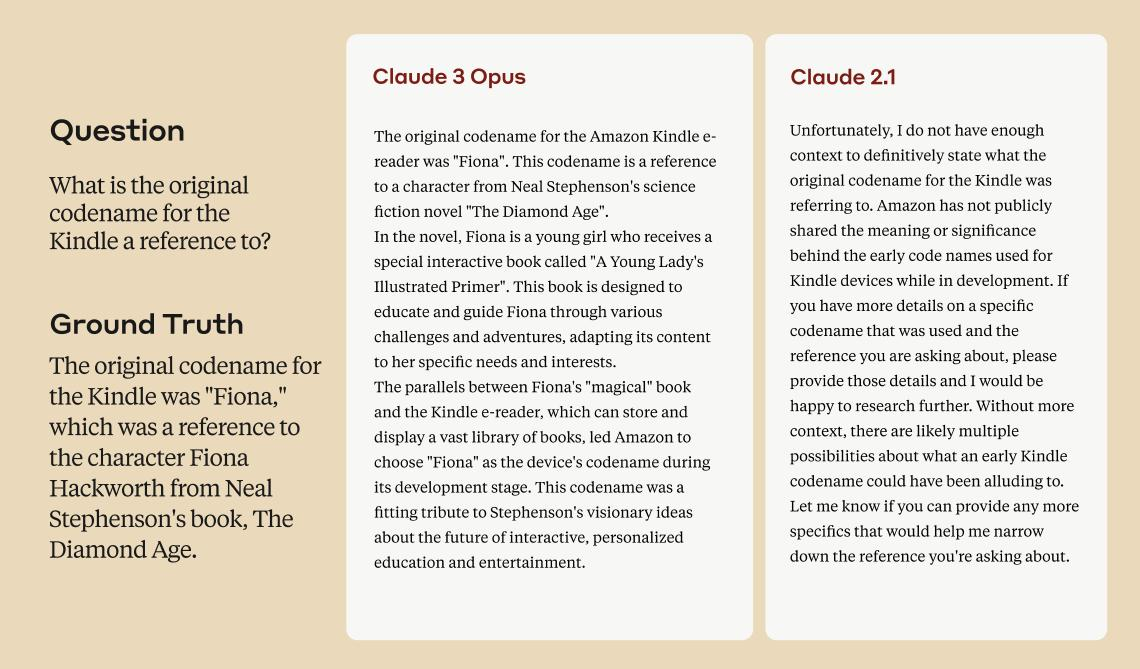 Question
What is the original
codename for the
Kindle a reference to?
Ground Truth
The original codename for
the Kindle was "Fiona,"
which was a reference to
the character Fiona
Hackworth from Neal
Stephenson's book, The
Diamond Age.
Claude 3 Opus
The original codename for the Amazon Kindle e-
reader was "Fiona". This codename is a reference
to a character from Neal Stephenson's science
fiction novel "The Diamond Age".
In the novel, Fiona is a young girl who receives a
special interactive book called "A Young Lady's
Illustrated Primer". This book is designed to
educate and guide Fiona through various
challenges and adventures, adapting its content
to her specific needs and interests.
The parallels between Fiona's "magical" book
and the Kindle e-reader, which can store and
display a vast library of books, led Amazon to
choose "Fiona" as the device's codename during
its development stage. This codename was a
fitting tribute to Stephenson's visionary ideas
about the future of interactive, personalized
education and entertainment.
Claude 2.1
Unfortunately, I do not have enough
context to definitively state what the
original codename for the Kindle was
referring to. Amazon has not publicly
shared the meaning or significance
behind the early code names used for
Kindle devices while in development. If
you have more details on a specific
codename that was used and the
reference you are asking about, please
provide those details and I would be
happy to research further. Without more
context, there are likely multiple
possibilities about what an early Kindle
codename could have been alluding to.
Let me know if you can provide any more
specifics that would help me narrow
down the reference you're asking about.